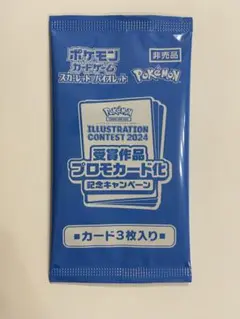 ポケモン
カードゲーム
スカーレット&バイオレット
非売品
Pokémon
Pokémon
ILLUSTRATION
CONTEST 2024
受賞作品
プロモカード化
記念キャンペーン
■カード3枚入り■